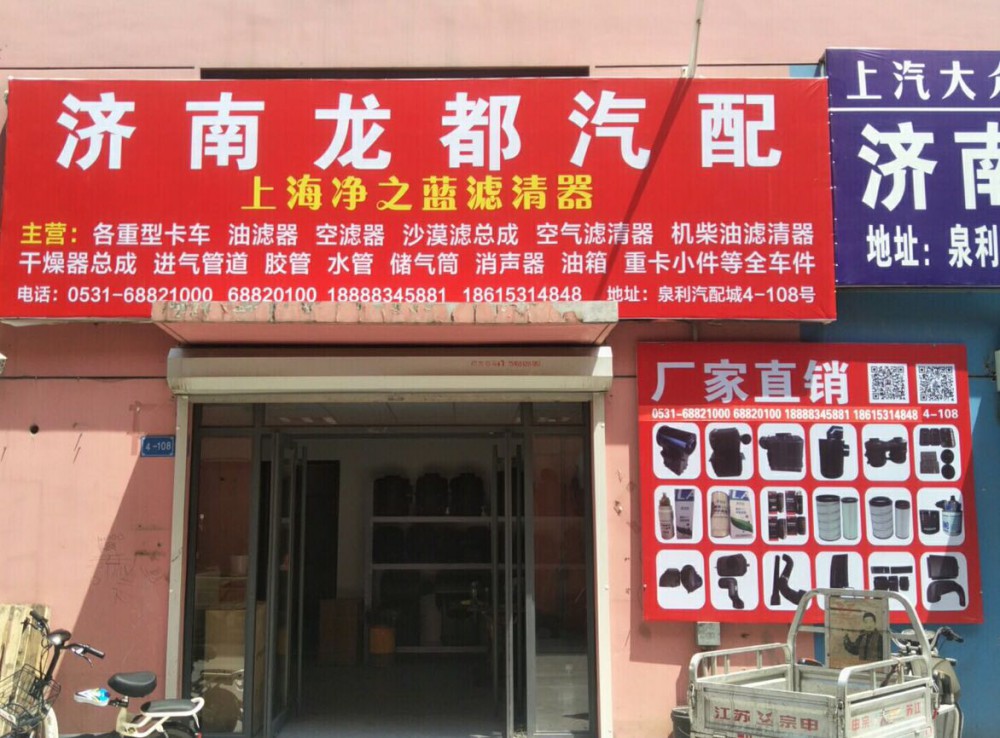 济南龙都汽配
上海净之蓝滤清器
主营：各重型卡车 油滤器 空滤器 沙漠滤总成 空气滤清器 机柴油滤清器
干燥器总成 进气管道 胶管 水管 储气筒 消声器 油箱 重卡小件等全车件
电话：0531-68821000 68820100 18888345881 18615314848 地址：泉利汽配城4-108号
上汽大众
济南
地址：泉利
厂家直销
0531-68821000 68820100 18888345881 18615314848 4-108
4-108
江苏 宗申